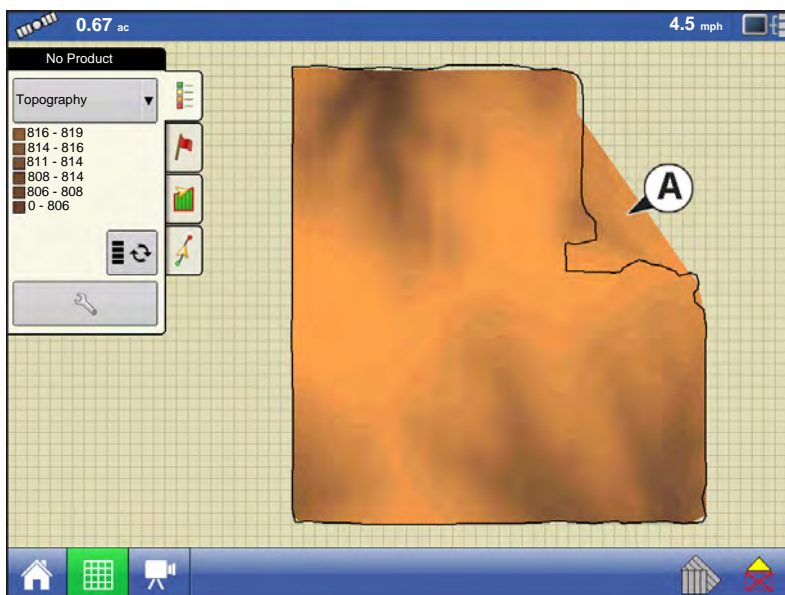 0.67 ac
4.5 mph
No Product
Topography
816 - 819
814 - 816
811 - 814
808 - 814
806 - 808
0 - 806
A